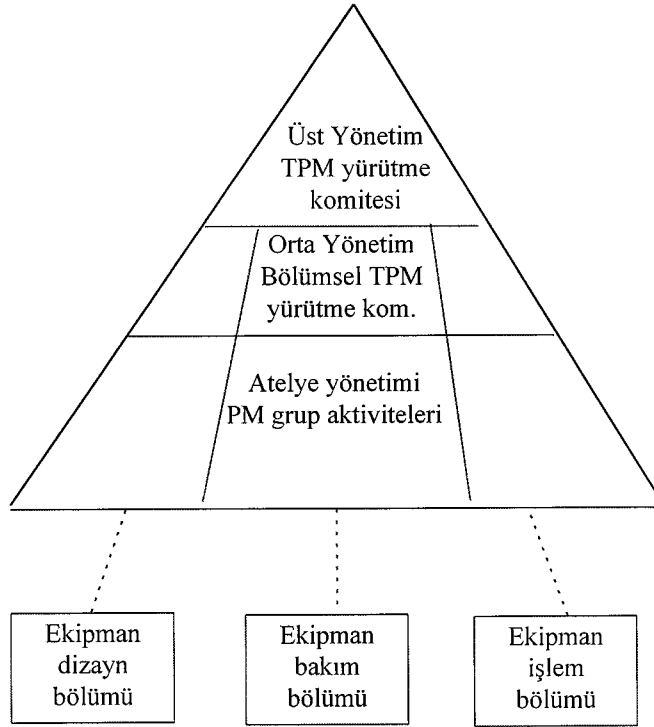 Üst Yönetim
TPM yürütme
komitesi
Orta Yönetim
Bölümsel TPM
yürütme kom.
Atelye yönetimi
PM grup aktiviteleri
Ekipman
dizayn
bölümü
Ekipman
bakım
bölümü
Ekipman
işlem
bölümü